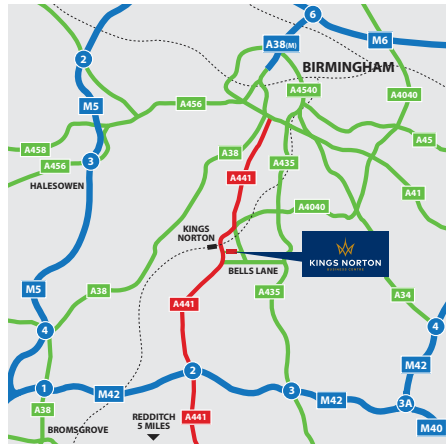 6
A38(M)
M6
BIRMINGHAM
2
M5
A4540
A4040
A456
A458
A456
3
HALESOWEN
A38
A435
A45
A441
A41
A4040
KINGS
NORTON
KINGS NORTON
BUSINESS CENTRE
BELLS LANE
M5
A38
A435
A34
A441
4
4
M42
2
1
M42
3
M42
3A
A38
BROMSGROVE
REDDITCH
5 MILES
A441
M40